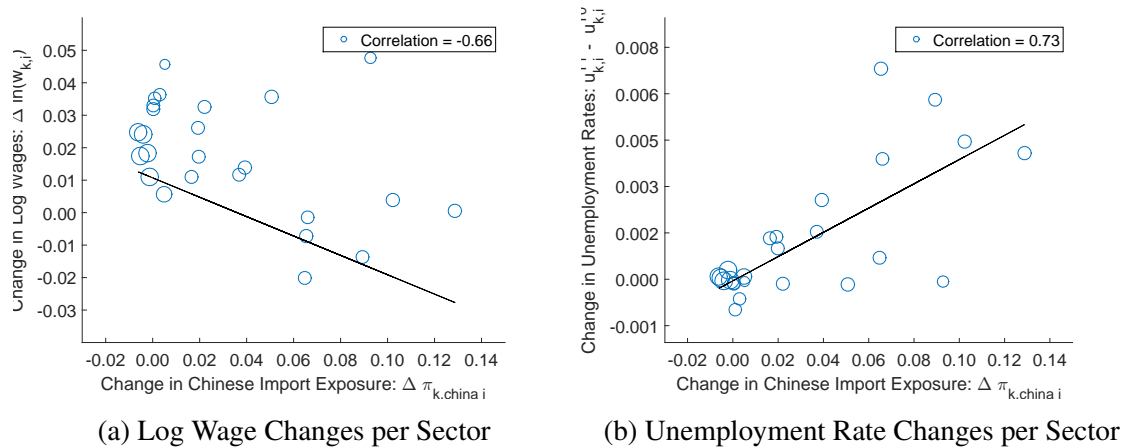 Correlation = -0.66
Change in Log Wages: Δ ln(w_{k,i})
0.05
0.04
0.03
0.02
0.01
0.00
-0.01
-0.02
-0.03
-0.02 0.00 0.02 0.04 0.06 0.08 0.10 0.12 0.14
Change in Chinese Import Exposure: Δ π_{k.china i}
(a) Log Wage Changes per Sector
Correlation = 0.73
Change in Unemployment Rates: u_{k,i} - u_{k,i}
0.008
0.006
0.005
0.003
0.002
0.000
-0.001
-0.02 0.00 0.02 0.04 0.06 0.08 0.10 0.12 0.14
Change in Chinese Import Exposure: Δ π_{k.china i}
(b) Unemployment Rate Changes per Sector